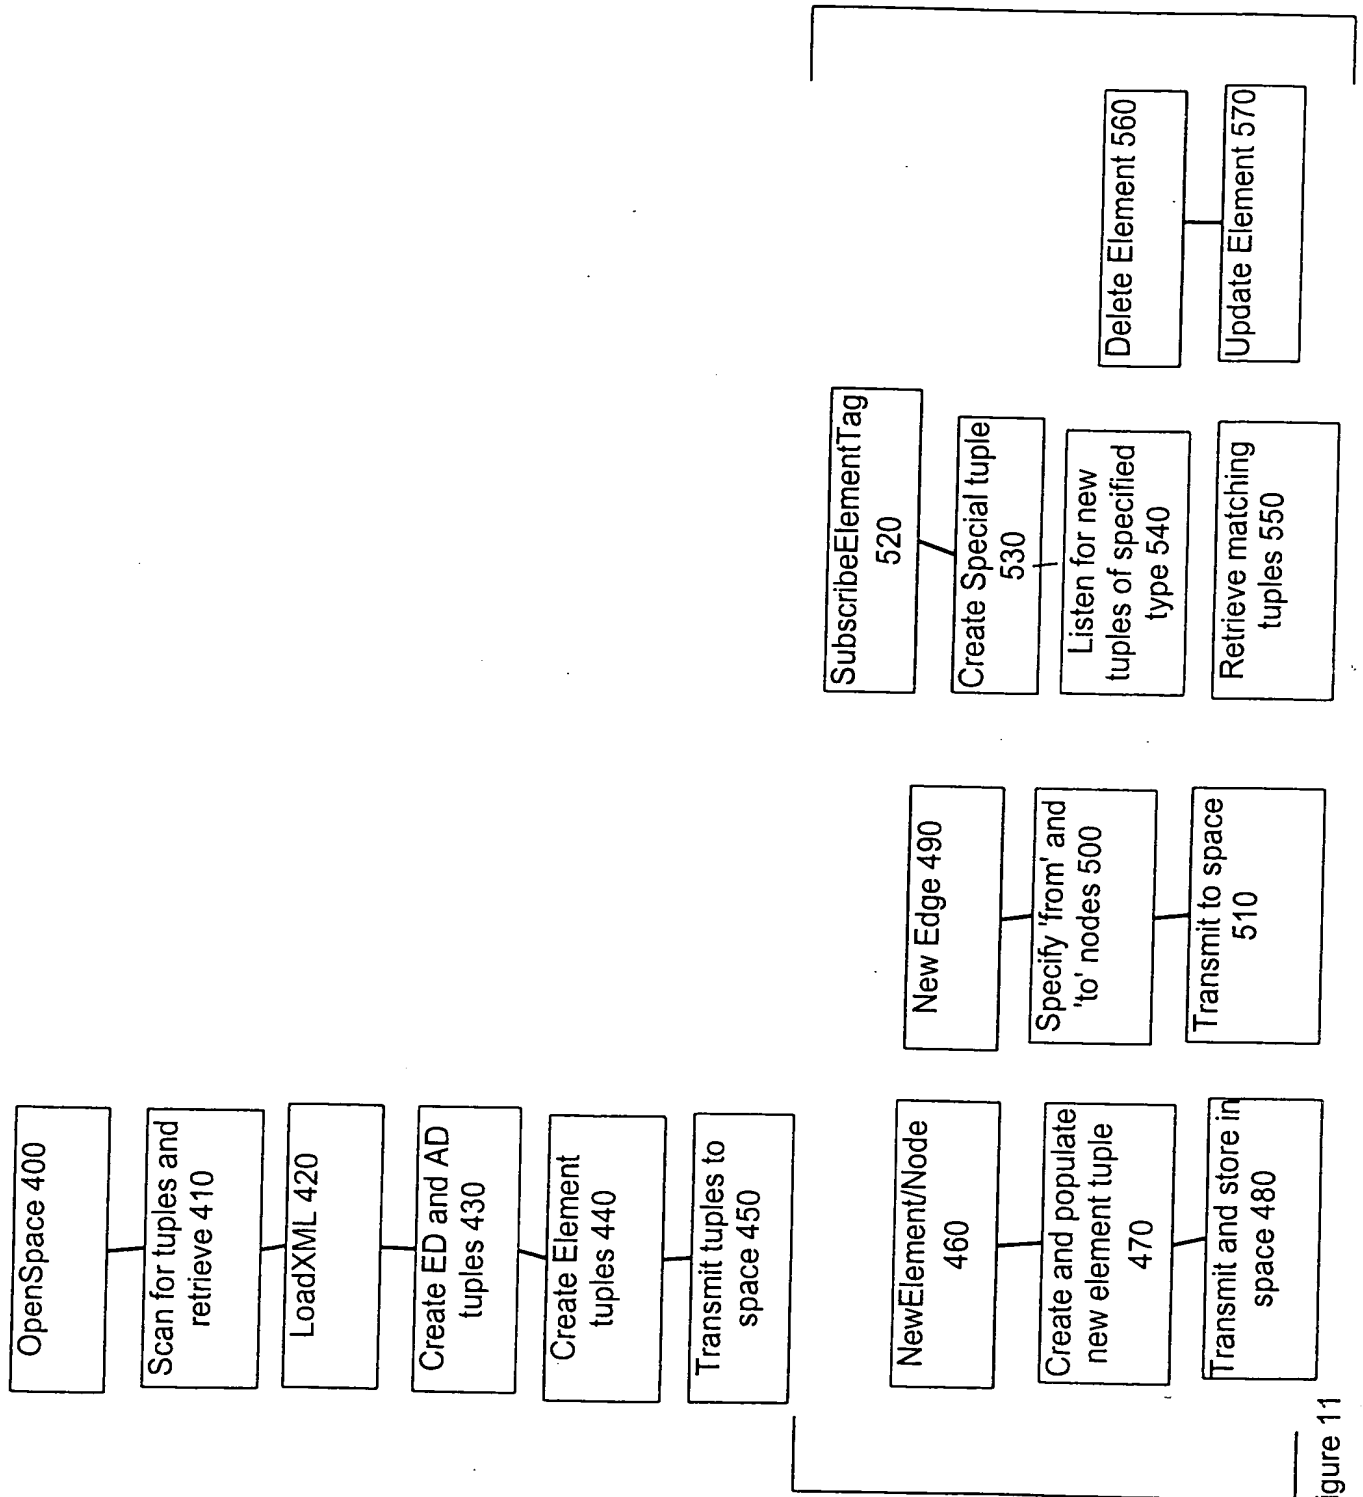 OpenSpace 400
Scan for tuples and
retrieve 410
LoadXML 420
Create ED and AD
tuples 430
Create Element
tuples 440
Transmit tuples to
space 450
NewElement/Node
460
Create and populate
new element tuple
470
Transmit and store in
space 480
New Edge 490
Specify 'from' and
'to' nodes 500
Transmit to space
510
SubscribeElementTag
520
Create Special tuple
530
Listen for new
tuples of specified
type 540
Retrieve matching
tuples 550
Delete Element 560
Update Element 570
igure 11